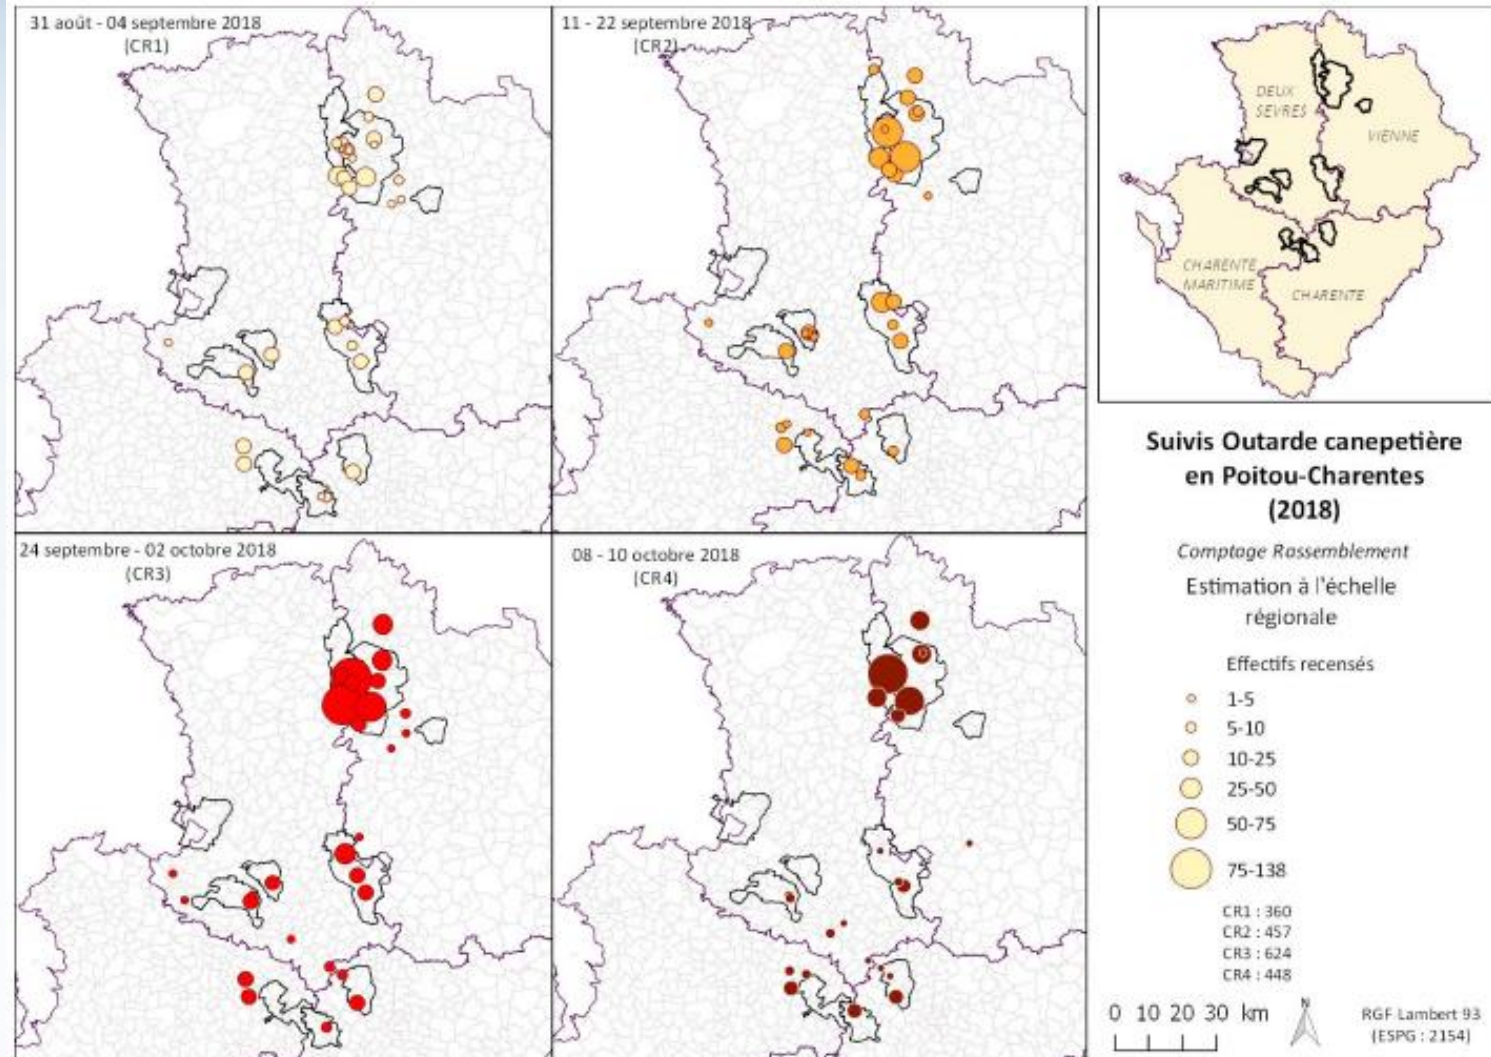 31 août - 04 septembre 2018
(CR1)
11 - 22 septembre 2018
(CR2)
24 septembre - 02 octobre 2018
(CR3)
08 - 10 octobre 2018
(CR4)
DEUX
SEVRES
VIENNE
CHARENTE
MARITIME
CHARENTE
Suivis Outarde canepetière
en Poitou-Charentes
(2018)
Comptage Rassemblement
Estimation à l'échelle
régionale
Effectifs recensés
1-5
5-10
10-25
25-50
50-75
75-138
CR1 : 360
CR2 : 457
CR3 : 624
CR4 : 448
0 10 20 30 km
N
RGF Lambert 93
(ESPG : 2154)